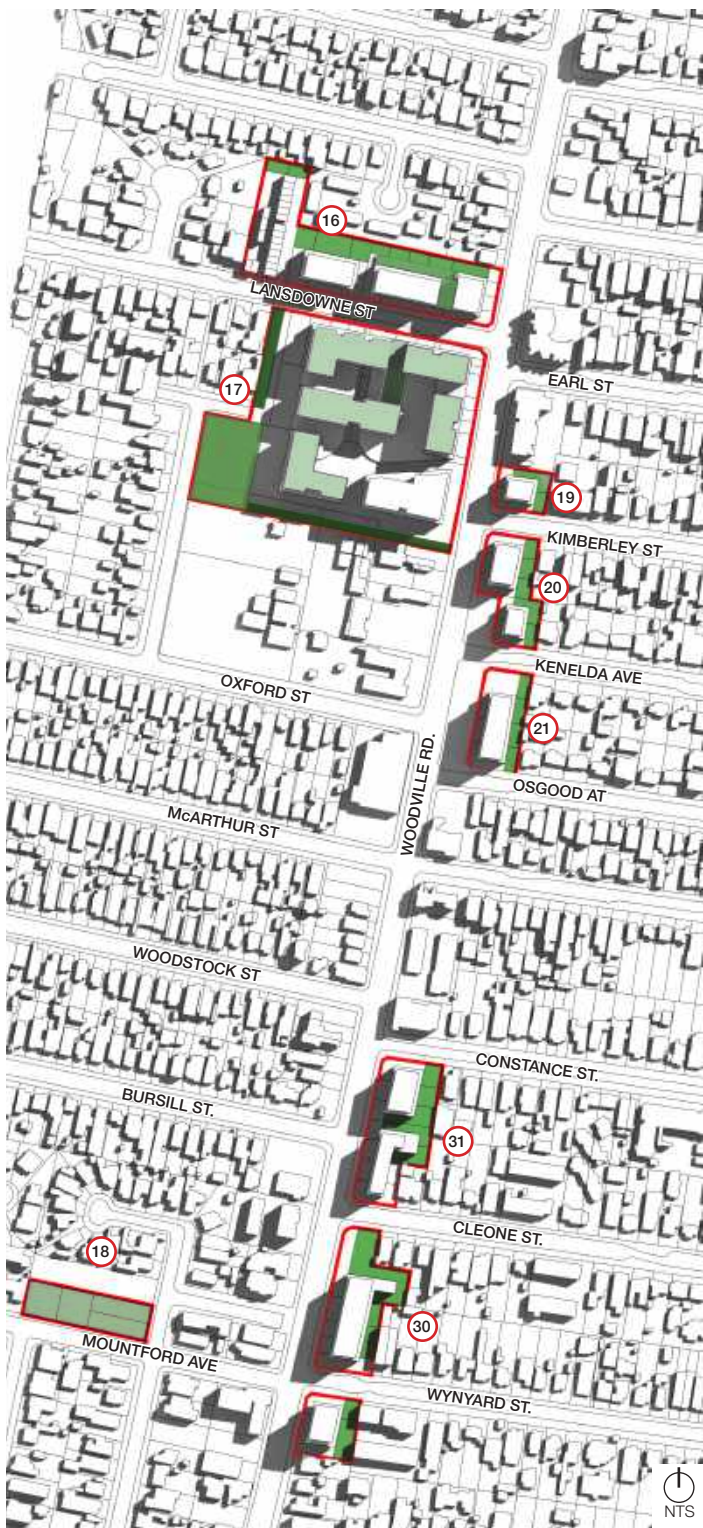 16
LANSDOWNE ST
17
EARL ST
19
KIMBERLEY ST
20
KENELDA AVE
OXFORD ST
21
WOODVILLE RD.
OSGOOD AT
McARTHUR ST
WOODSTOCK ST
CONSTANCE ST.
BURSILL ST.
31
CLEONE ST.
18
30
MOUNTFORD AVE
WYNYARD ST.
NTS